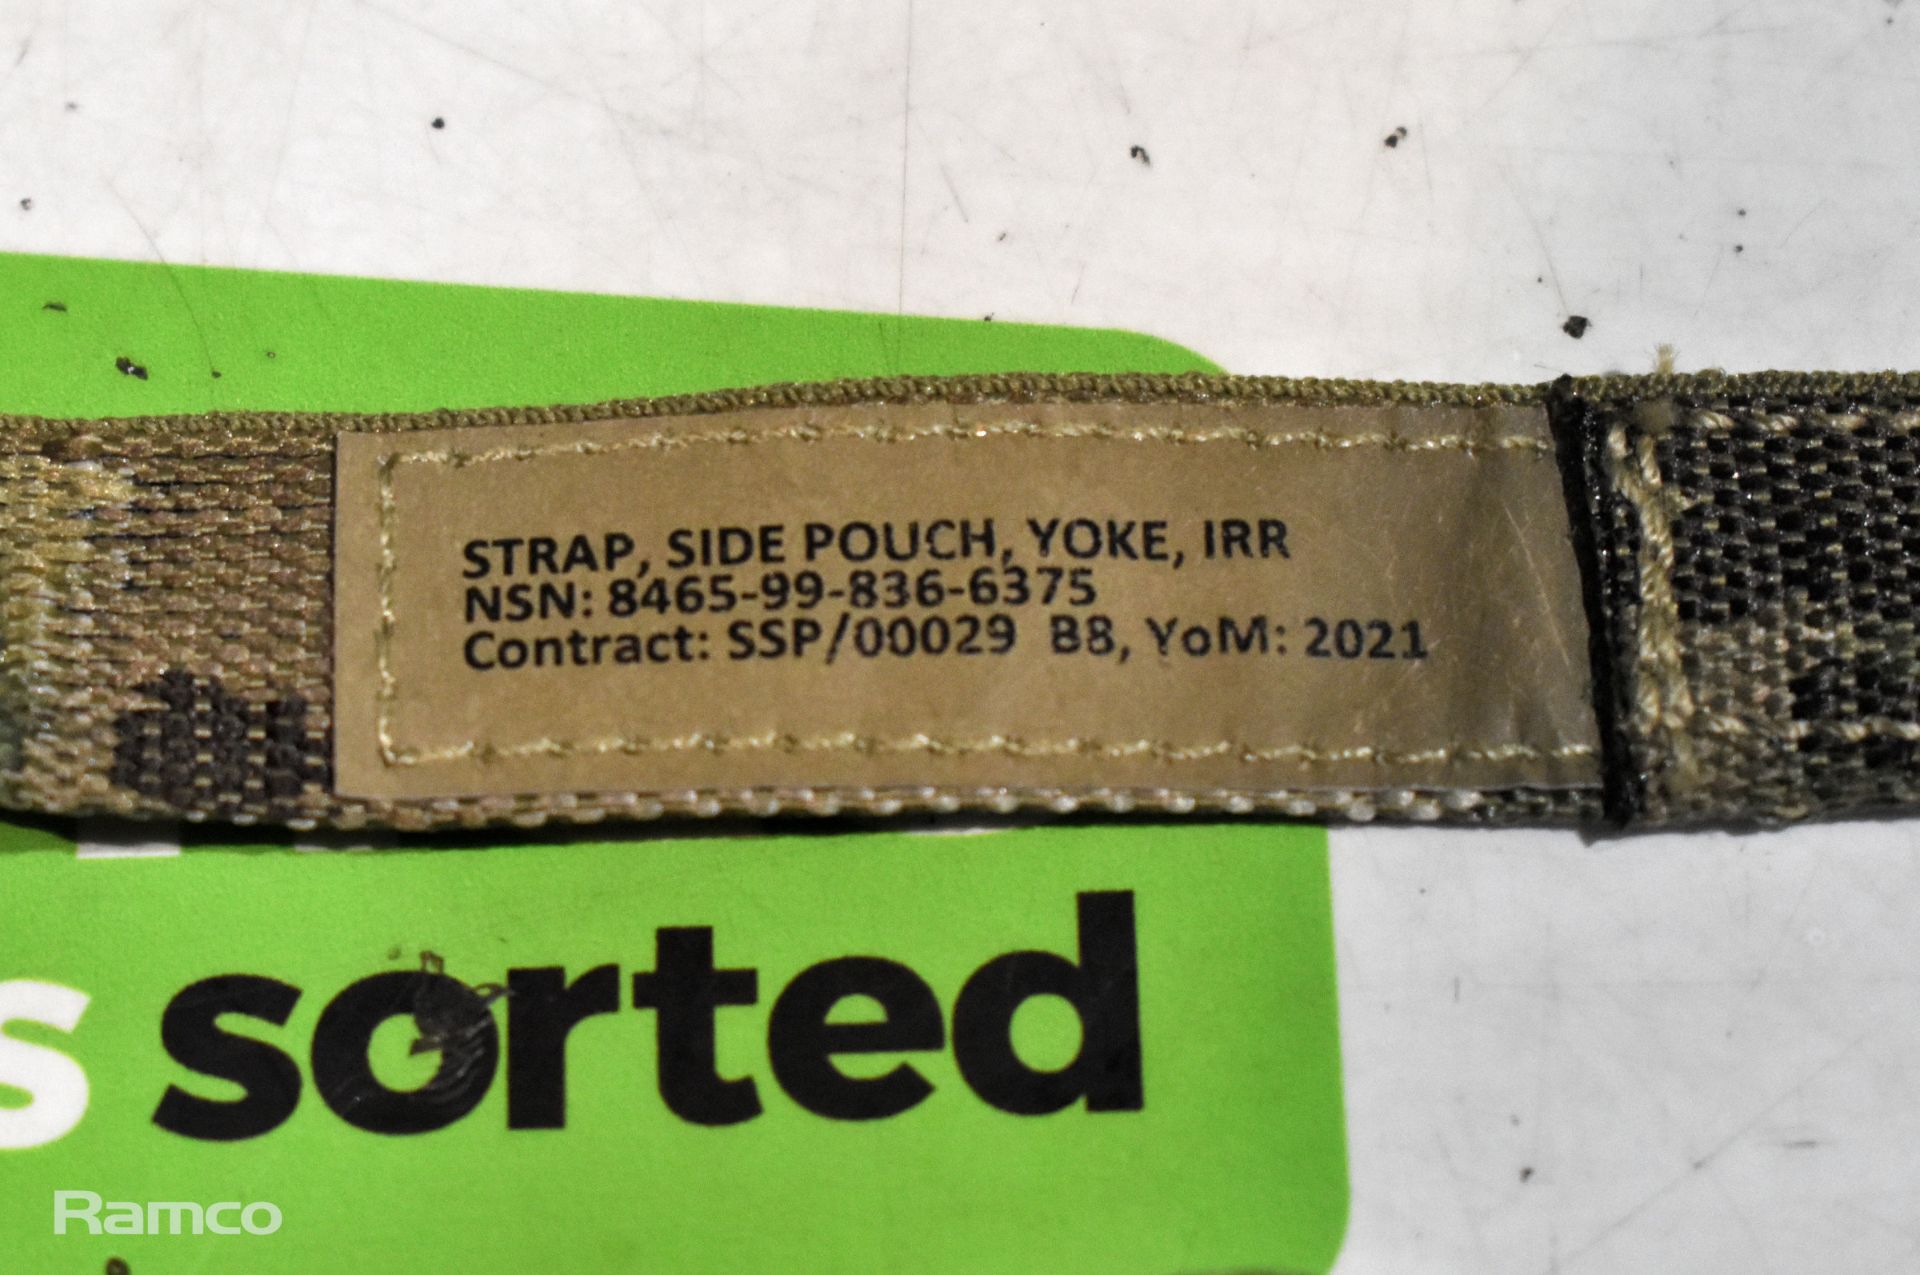 STRAP, SIDE POUCH, YOKE, IRR
NSN: 8465-99-836-6375
Contract: SSP/00029 B8, YoM: 2021
s sorted
Ramco